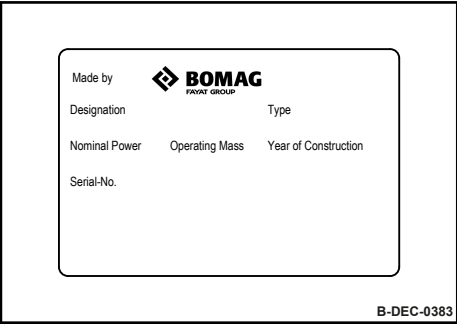 Made by BOMAG
FAYAT GROUP
Designation Type
Nominal Power Operating Mass Year of Construction
Serial-No.
B-DEC-0383